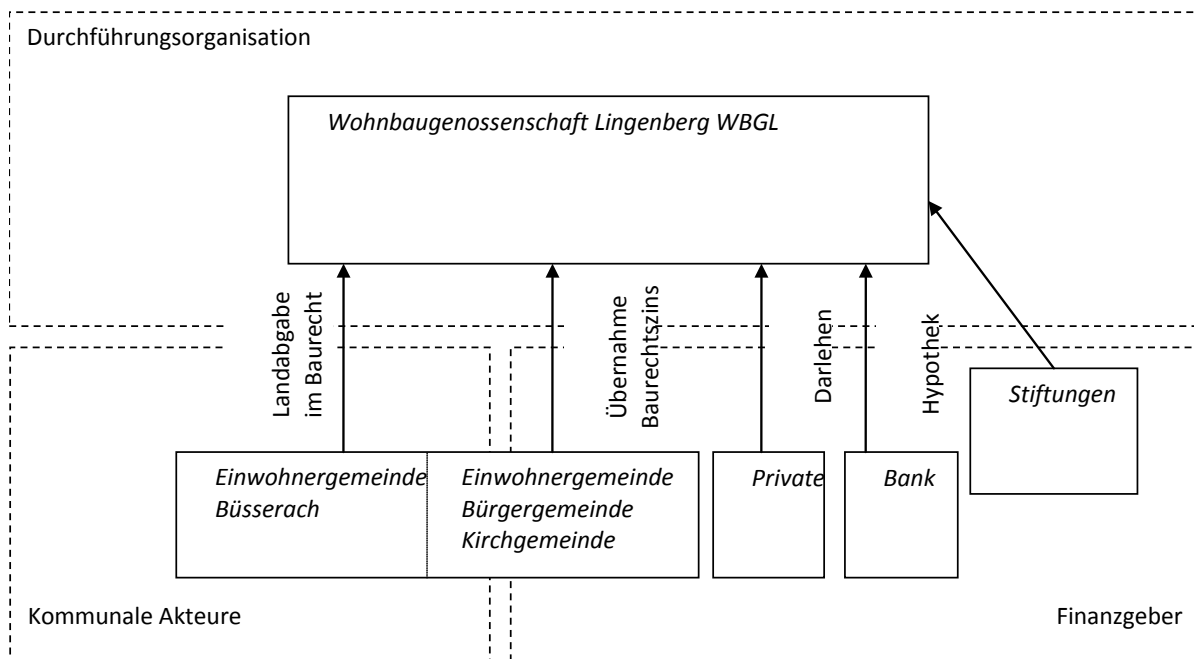 Durchführungsorganisation
Wohnbaugenossenschaft Lingenberg WBGL
Landabgabe
im Baurecht
Übernahme
Baurechtszins
Darlehen
Hypothek
Stiftungen
Einwohnergemeinde
Büsserach
Einwohnergemeinde
Bürgergemeinde
Kirchgemeinde
Private
Bank
Kommunale Akteure
Finanzgeber